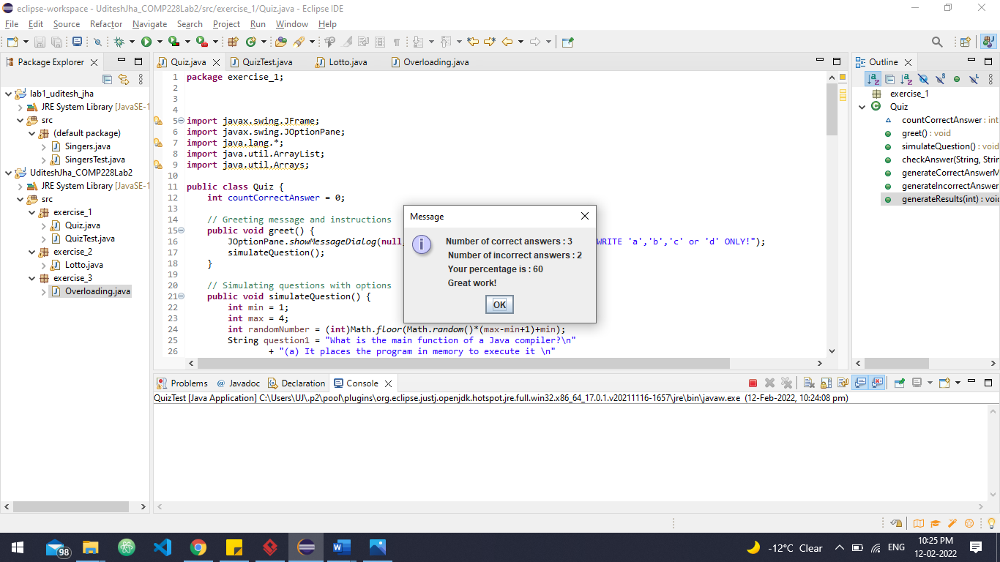 eclipse-workspace - UditeshJha_COMP228Lab2/src/exercise_1/Quiz.java - Eclipse IDE
File Edit Source Refactor Navigate Search Project Run Window Help
Package Explorer
lab1_uditesh_jha
JRE System Library [JavaSE-1
src
(default package)
Singers.java
SingersTest.java
UditeshJha_COMP228Lab2
JRE System Library [JavaSE-1
src
exercise_1
Quiz.java
QuizTest.java
exercise_2
Lotto.java
exercise_3
Overloading.java
Quiz.java QuizTest.java Lotto.java Overloading.java
1 package exercise_1;
2
3
4
5 import javax.swing.JFrame;
6 import javax.swing.JOptionPane;
7 import java.lang.*;
8 import java.util.ArrayList;
9 import java.util.Arrays;
10
11 public class Quiz {
12 int countCorrectAnswer = 0;
13
14 // Greeting message and instructions
15 public void greet() {
16 JOptionPane.showMessageDialog(null, WRITE 'a','b','c' or 'd' ONLY!");
17 simulateQuestion();
18 }
19
20 // Simulating questions with options
21 public void simulateQuestion() {
22 int min = 1;
23 int max = 4;
24 int randomNumber = (int)Math.floor(Math.random()*(max-min+1)+min);
25 String question1 = "What is the main function of a Java compiler?\n"
26 + "(a) It places the program in memory to execute it \n"
Message
Number of correct answers : 3
Number of incorrect answers : 2
Your percentage is : 60
Great work!
OK
Outline
exercise_1
Quiz
countCorrectAnswer : int
greet() : void
simulateQuestion() : void
checkAnswer(String, Strin
generateCorrectAnswerM
generateIncorrectAnswer
generateResults(int) : void
Problems @ Javadoc Declaration Console
QuizTest [Java Application] C:\Users\UJ\.p2\pool\plugins\org.eclipse.justj.openjdk.hotspot.jre.full.win32.x86_64_17.0.1.v20211116-1657\jre\bin\javaw.exe (12-Feb-2022, 10:24:08 pm)
98
-12°C Clear
ENG
10:25 PM
12-02-2022